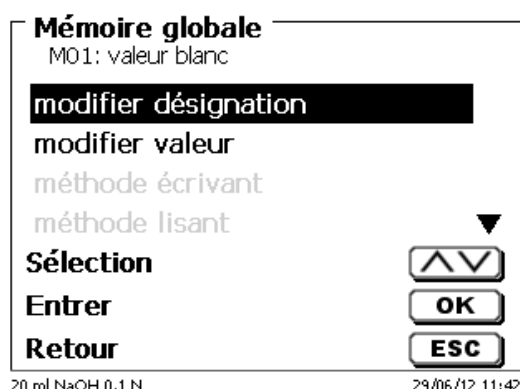 Mémoire globale
M01: valeur blanc
modifier désignation
modifier valeur
méthode écrivant
méthode lisant
Sélection
Entrer OK
Retour ESC
20 ml NaOH 0.1 N 29/06/12 11:42